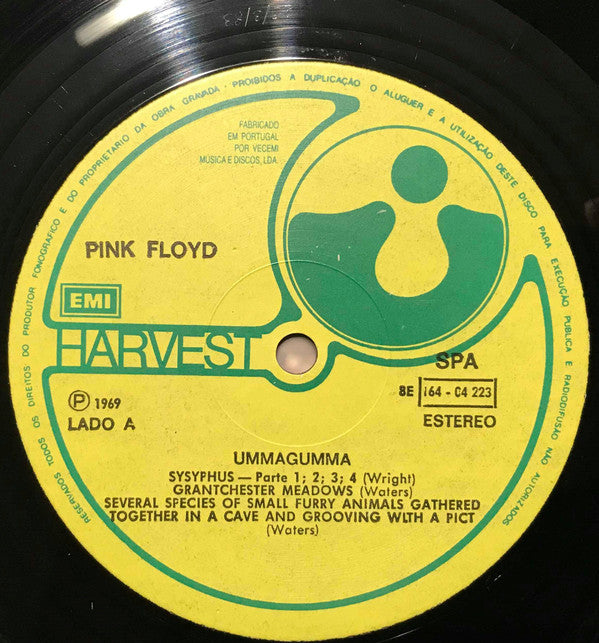 RESERVADOS TODOS OS DIREITOS DO PRODUTOR FONOGRAFICO E DO PROPRIETARIO DA OBRA GRAVADA · PROIBIDOS A DUPLICAÇÃO O ALUGUER E A UTILIZAÇÃO DESTE DISCO PARA EXECUÇÃO PUBLICA E RADIODIFUSÃO NÃO AUTORIZADOS
FABRICADO
EM PORTUGAL
POR VECEMI
MUSICA E DISCOS, LDA.
PINK FLOYD
EMI
HARVEST
SPA
8E 164 - 04 223
ESTEREO
Ⓟ 1969
LADO A
UMMAGUMMA
SYSYPHUS — Parte 1; 2; 3; 4 (Wright)
GRANTCHESTER MEADOWS (Waters)
SEVERAL SPECIES OF SMALL FURRY ANIMALS GATHERED
TOGETHER IN A CAVE AND GROOVING WITH A PICT
(Waters)